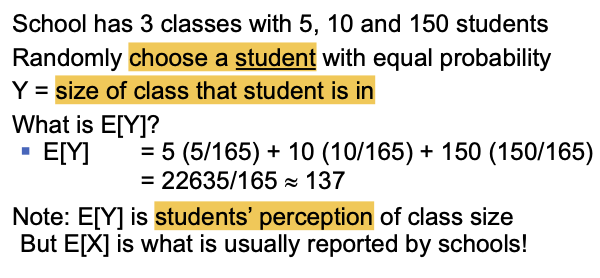 School has 3 classes with 5, 10 and 150 students
Randomly choose a student with equal probability
Y = size of class that student is in
What is E[Y]?
▪ E[Y] = 5 (5/165) + 10 (10/165) + 150 (150/165)
= 22635/165 ≈ 137
Note: E[Y] is students’ perception of class size
But E[X] is what is usually reported by schools!